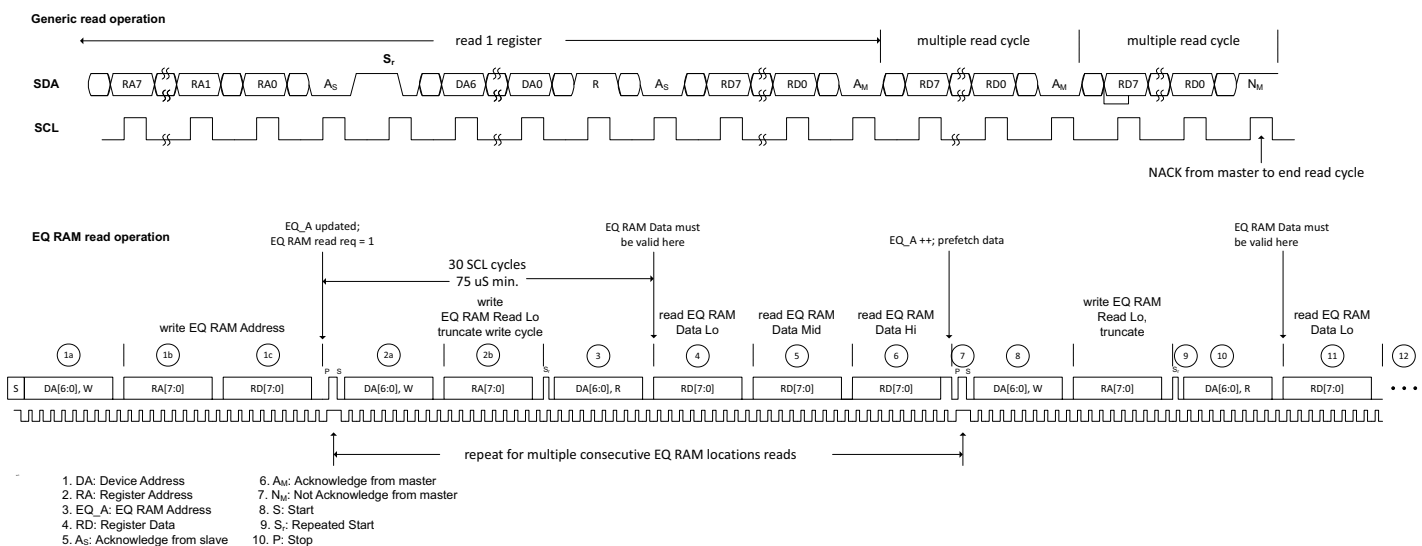 Generic read operation
read 1 register
multiple read cycle
multiple read cycle
Sr
SDA
RA7
RA1
RA0
AS
DA6
DA0
R
AS
RD7
RD0
AM
RD7
RD0
AM
RD7
RD0
NM
SCL
NACK from master to end read cycle
EQ RAM read operation
EQ_A updated;
EQ RAM read req = 1
EQ RAM Data must
be valid here
EQ_A ++; prefetch data
EQ RAM Data must
be valid here
30 SCL cycles
75 uS min.
write EQ RAM Address
write
EQ RAM Read Lo
truncate write cycle
read EQ RAM
Data Lo
read EQ RAM
Data Mid
read EQ RAM
Data Hi
write EQ RAM
Read Lo,
truncate
read EQ RAM
Data Lo
1a
1b
1c
2a
2b
3
4
5
6
7
8
9
10
11
12
P S
Sr
P S
Sr
S
DA[6:0], W
RA[7:0]
RD[7:0]
DA[6:0], W
RA[7:0]
DA[6:0], R
RD[7:0]
RD[7:0]
RD[7:0]
DA[6:0], W
RA[7:0]
DA[6:0], R
RD[7:0]
• • •
repeat for multiple consecutive EQ RAM locations reads
1. DA: Device Address
2. RA: Register Address
3. EQ_A: EQ RAM Address
4. RD: Register Data
5. AS: Acknowledge from slave
6. AM: Acknowledge from master
7. NM: Not Acknowledge from master
8. S: Start
9. Sr: Repeated Start
10. P: Stop